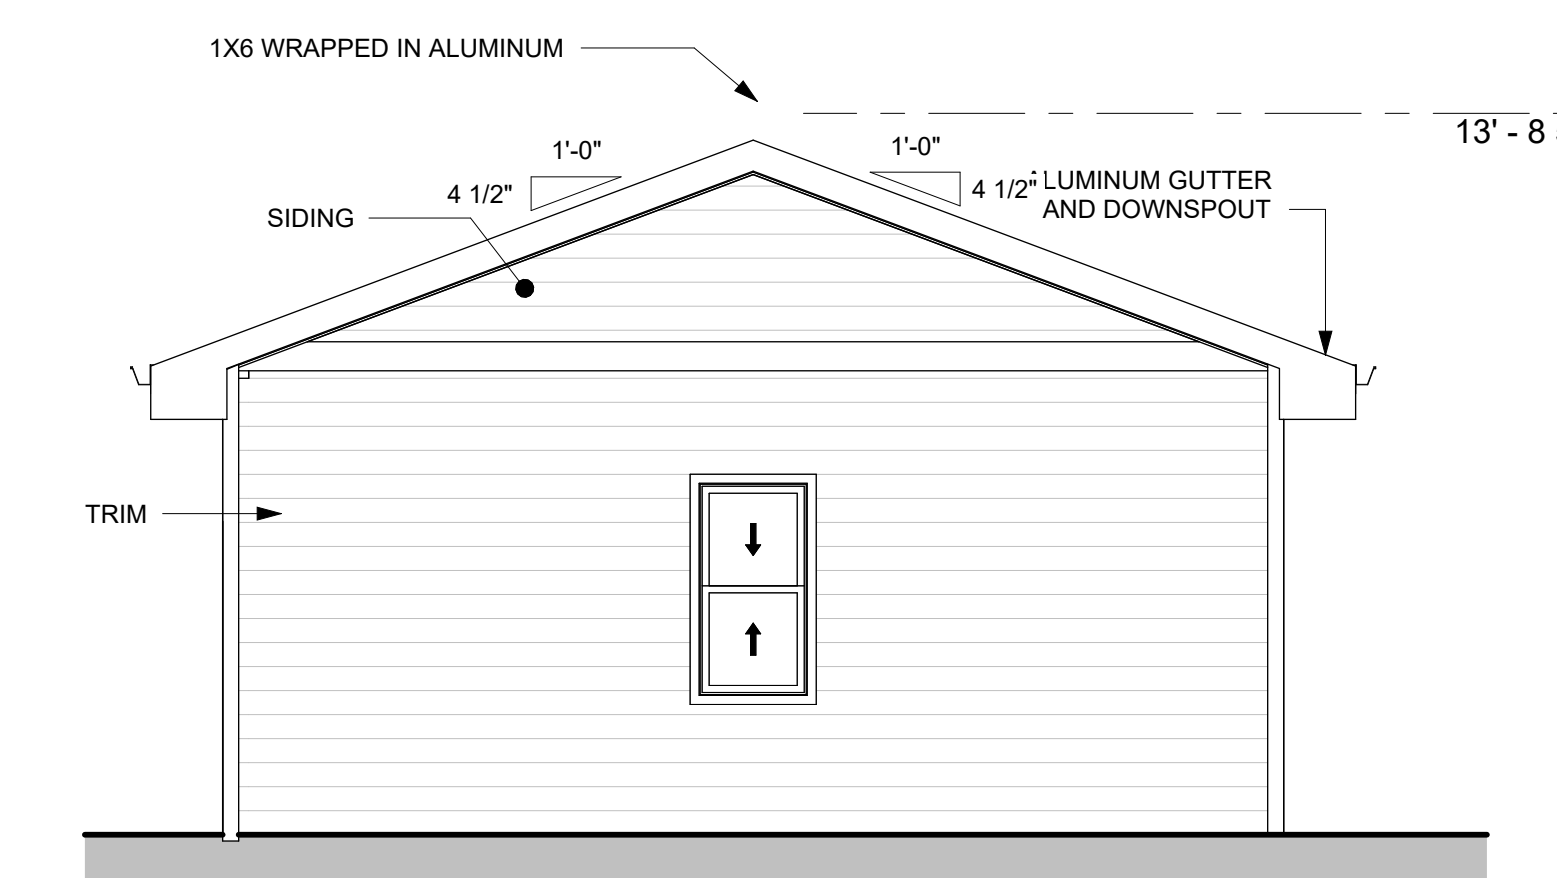 1X6 WRAPPED IN ALUMINUM
13' - 8
1'-0"
1'-0"
4 1/2"
4 1/2"
LUMINUM GUTTER
AND DOWNSPOUT
SIDING
TRIM